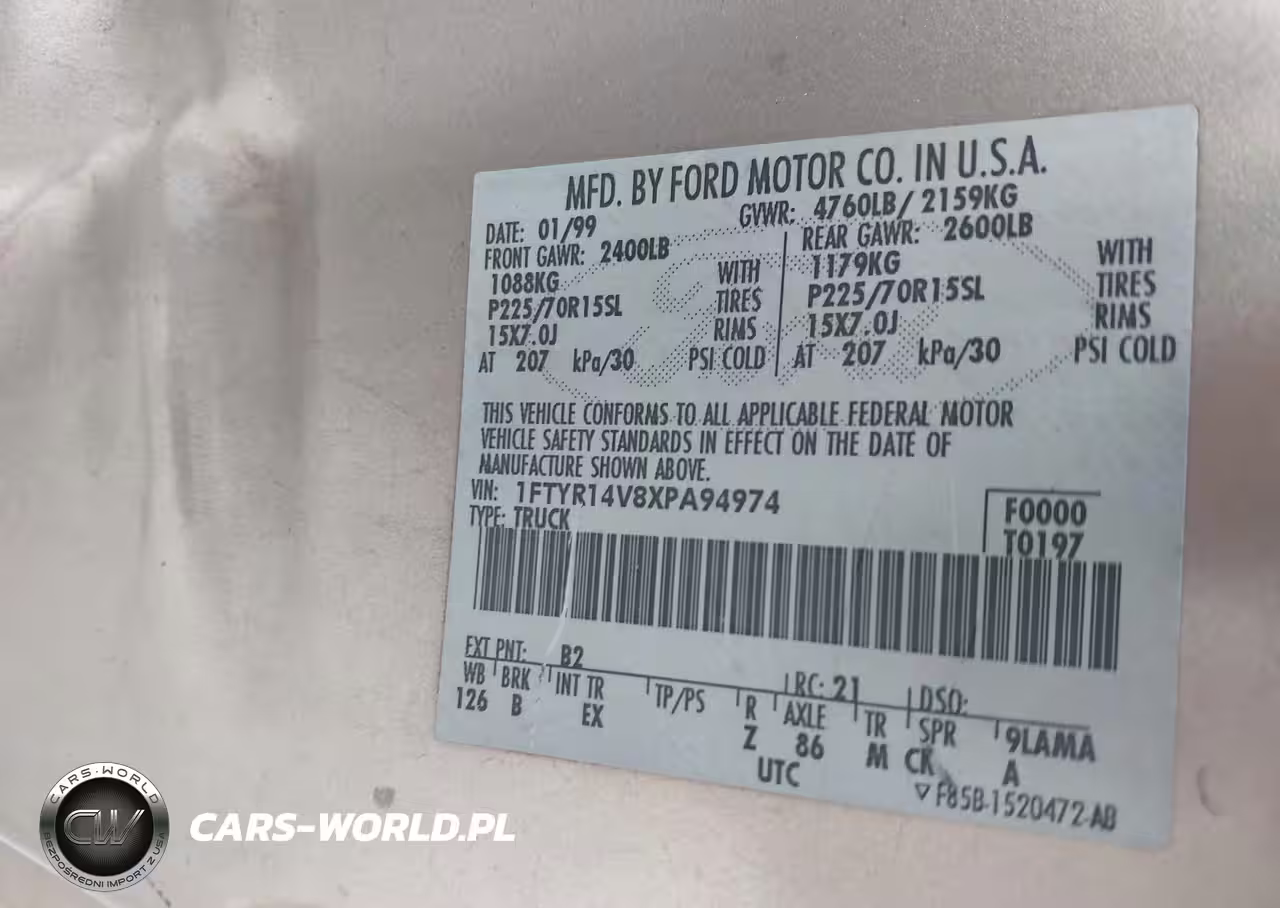 MFD. BY FORD MOTOR CO. IN U.S.A.
DATE: 01/99 GVWR: 4760LB/ 2159KG
FRONT GAWR: 2400LB REAR GAWR: 2600LB
1088KG WITH 1179KG WITH
P225/70R15SL TIRES P225/70R15SL TIRES
15X7.0J RIMS 15X7.0J RIMS
AT 207 kPa/30 PSI COLD AT 207 kPa/30 PSI COLD
THIS VEHICLE CONFORMS TO ALL APPLICABLE FEDERAL MOTOR
VEHICLE SAFETY STANDARDS IN EFFECT ON THE DATE OF
MANUFACTURE SHOWN ABOVE.
VIN: 1FTYR14V8XPA94974 F0000
TYPE: TRUCK T0197
EXT PNT: B2 RC: 21 DSO:
WB BRK INT TR TP/PS R AXLE TR SPR 9LAMA
126 B EX Z 86 M CK A
UTC
▽F85B-1520472-AB
CARS-WORLD
CW
BEZPOŚREDNI IMPORT Z USA
CARS-WORLD.PL